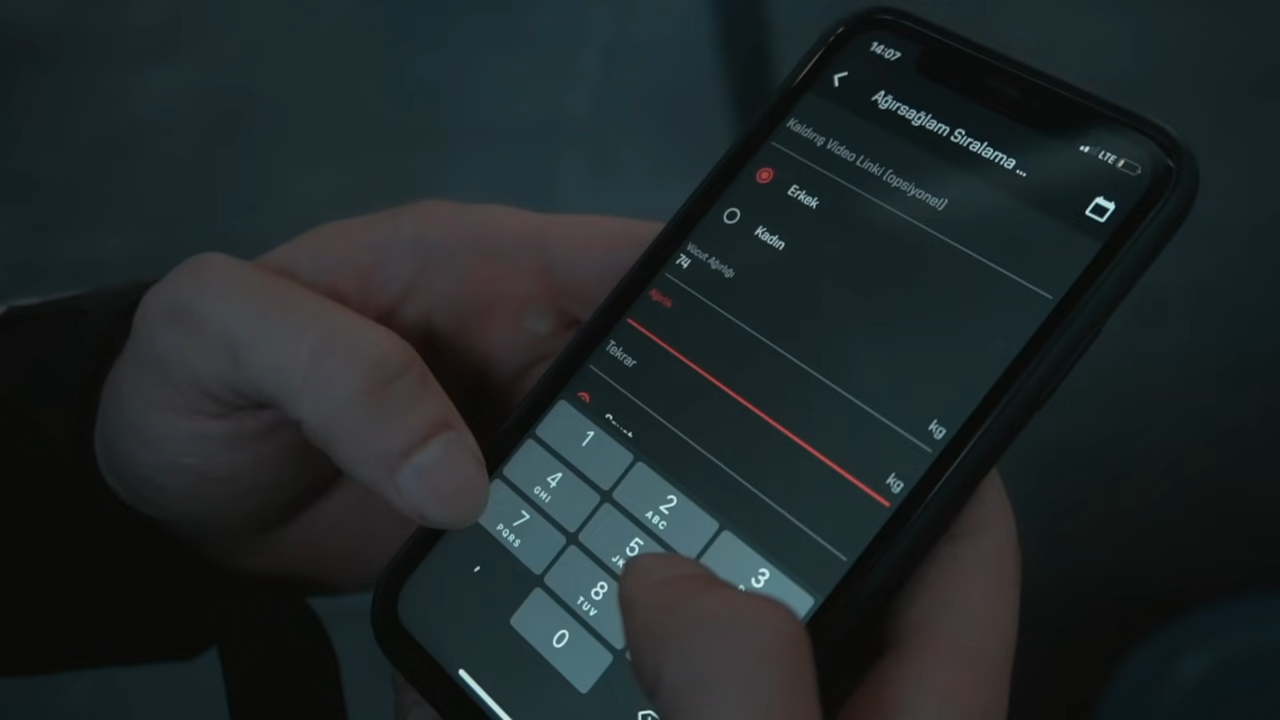 14:07
LTE
Ağırsağlam Sıralama ...
Kaldırış Video Linki (opsiyonel)
Erkek
Kadın
Vücut Ağırlığı
74
kg
Ağırlık
kg
Tekrar
1
2
ABC
3
4
GHI
5
JK
7
PQRS
8
TUV
,
0